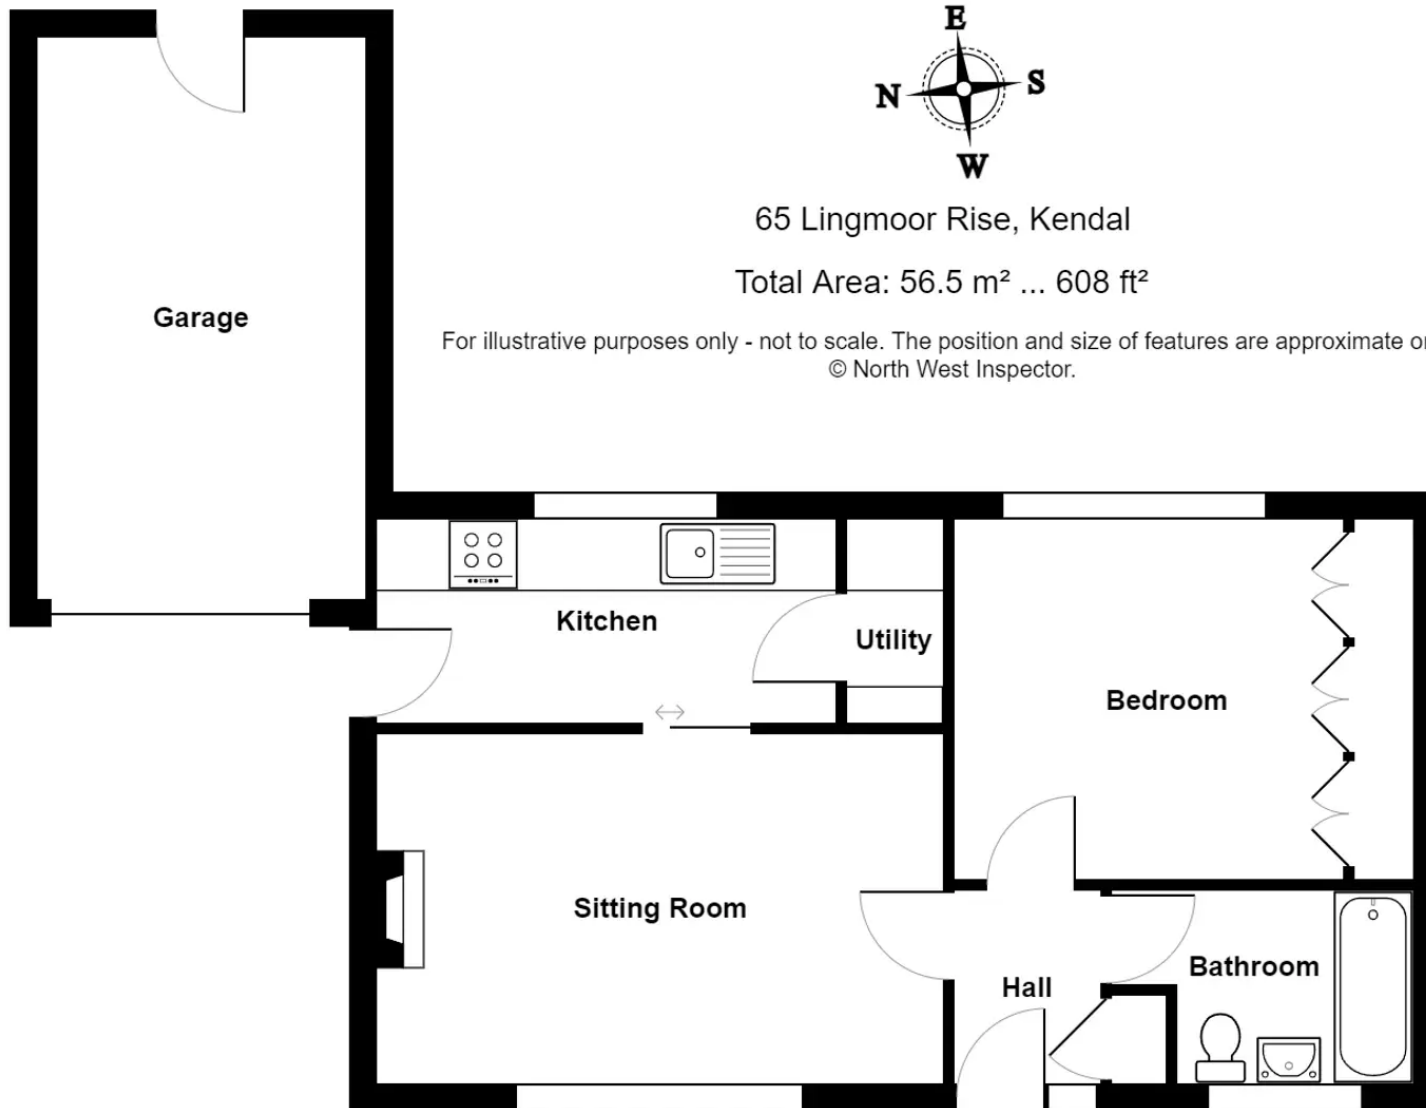 E
N
S
W
65 Lingmoor Rise, Kendal
Total Area: 56.5 m² ... 608 ft²
For illustrative purposes only - not to scale. The position and size of features are approximate
© North West Inspector.
Garage
Kitchen
Utility
Bedroom
Sitting Room
Bathroom
Hall